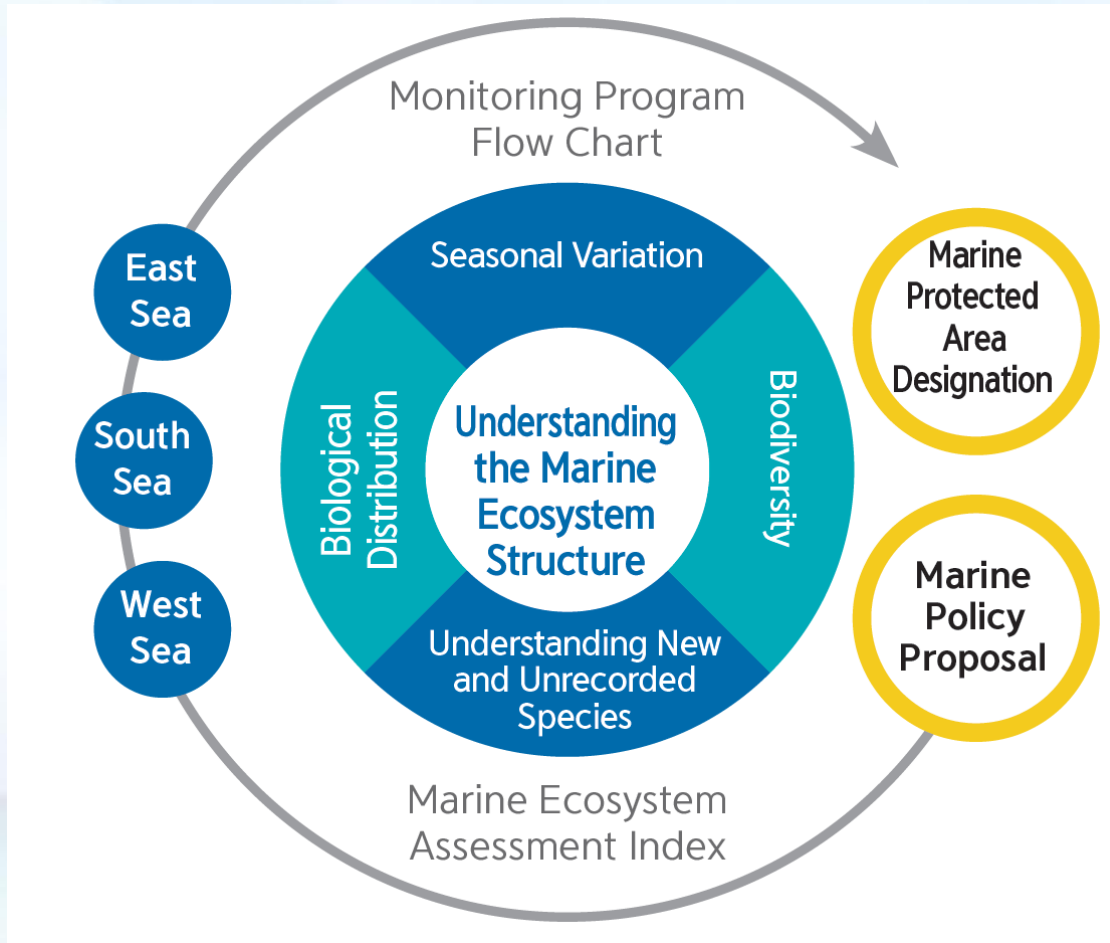 Monitoring Program
Flow Chart
East
Sea
South
Sea
West
Sea
Seasonal Variation
Biological
Distribution
Understanding
the Marine
Ecosystem
Structure
Biodiversity
Understanding New
and Unrecorded
Species
Marine
Protected
Area
Designation
Marine
Policy
Proposal
Marine Ecosystem
Assessment Index